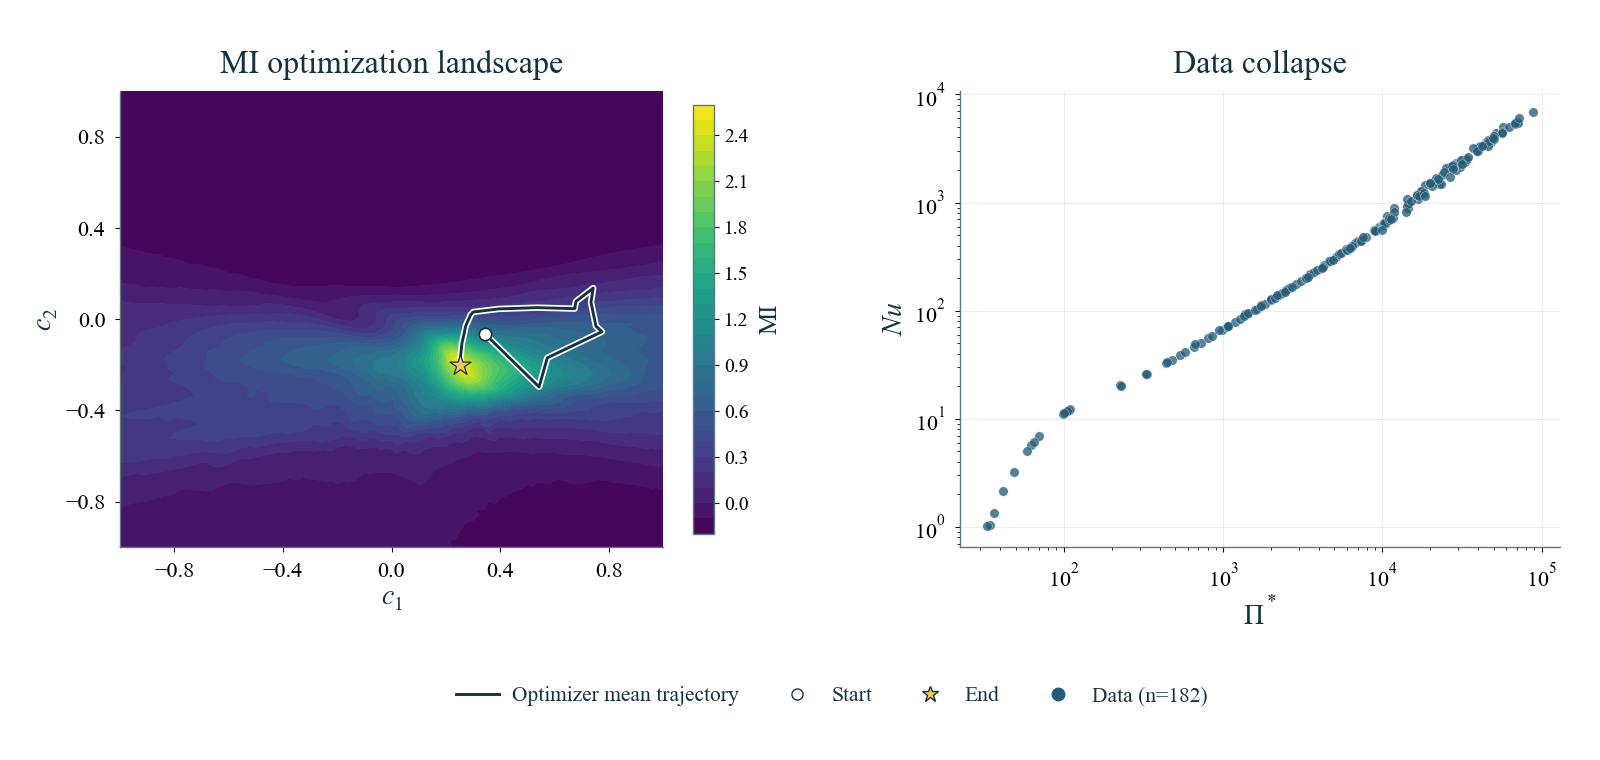 MI optimization landscape
0.8
0.4
0.0
−0.4
−0.8
c2
−0.8 −0.4 0.0 0.4 0.8
c1
2.4
2.1
1.8
1.5
1.2
0.9
0.6
0.3
0.0
MI
Data collapse
10^4
10^3
10^2
10^1
10^0
Nu
10^2 10^3 10^4 10^5
Π*
Optimizer mean trajectory Start End Data (n=182)